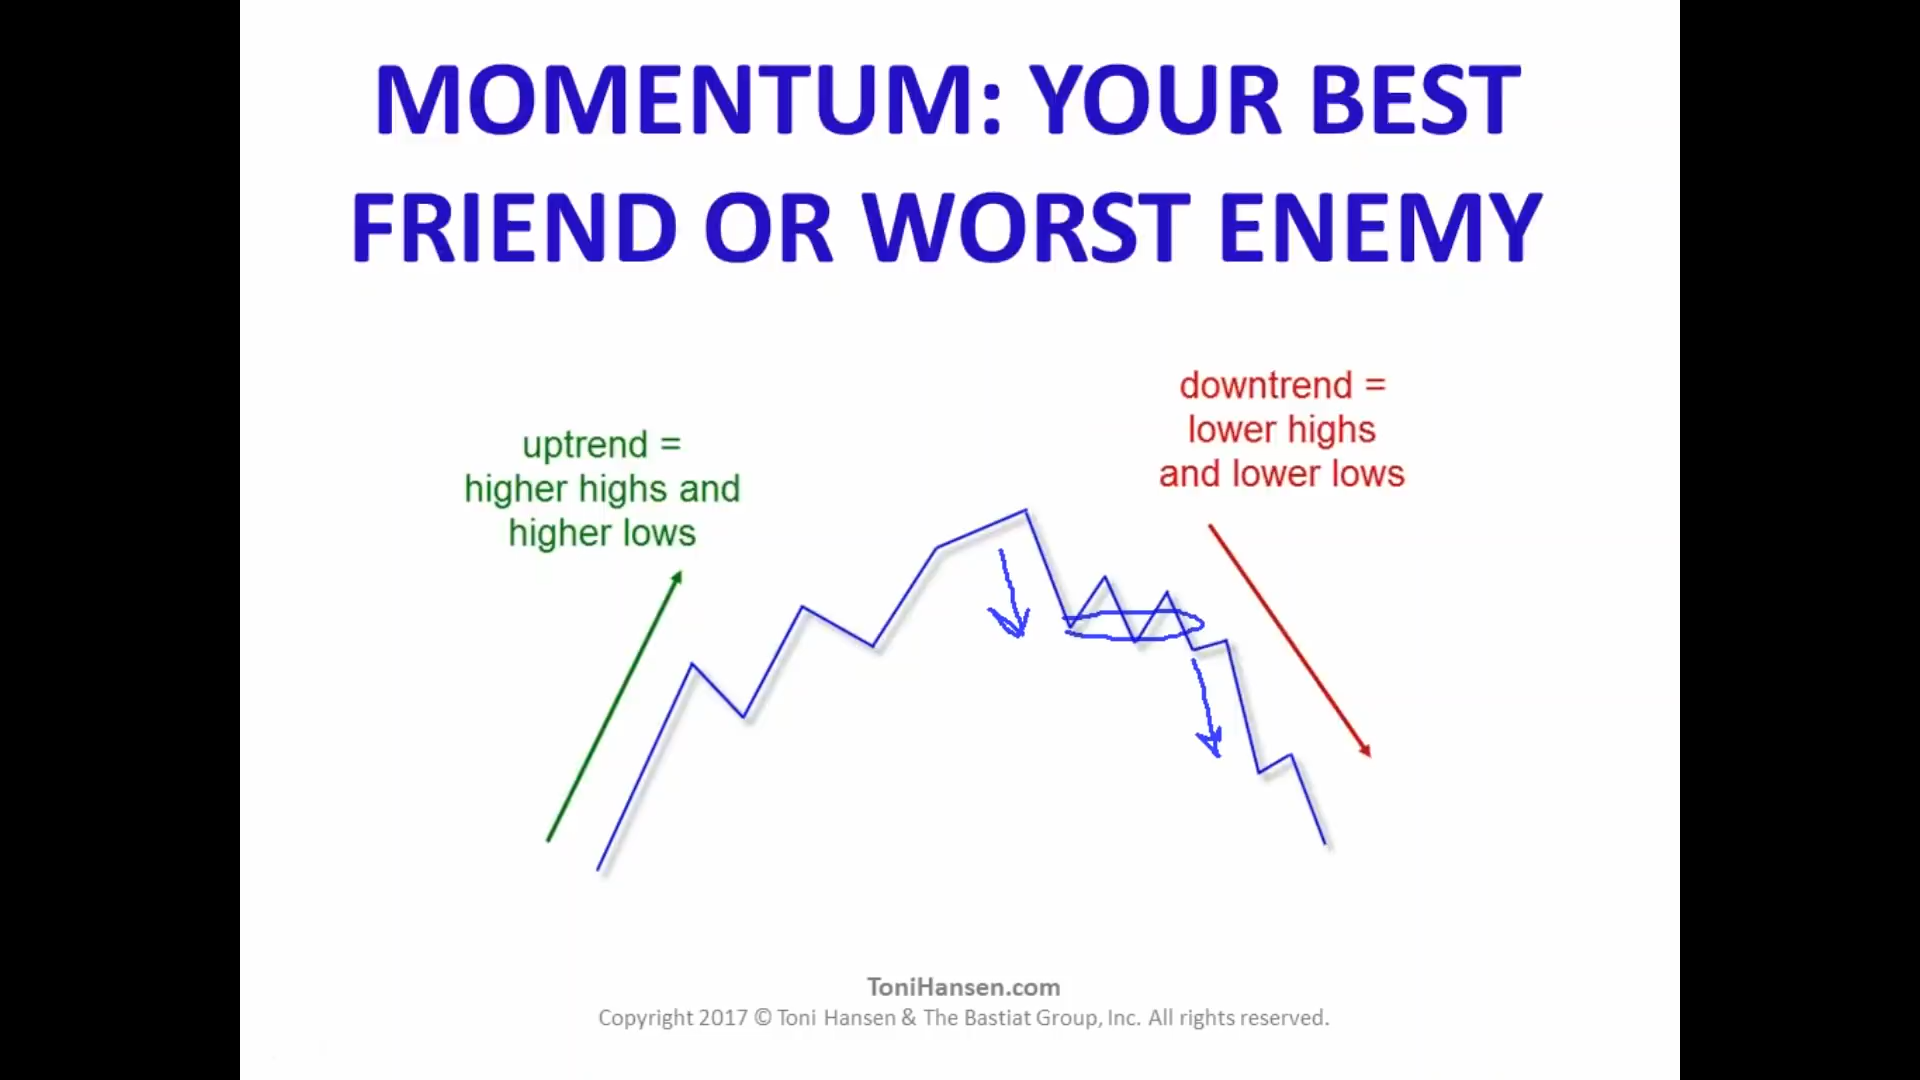 MOMENTUM: YOUR BEST
FRIEND OR WORST ENEMY
downtrend =
lower highs
and lower lows
uptrend =
higher highs and
higher lows
ToniHansen.com
Copyright 2017 © Toni Hansen & The Bastiat Group, Inc. All rights reserved.